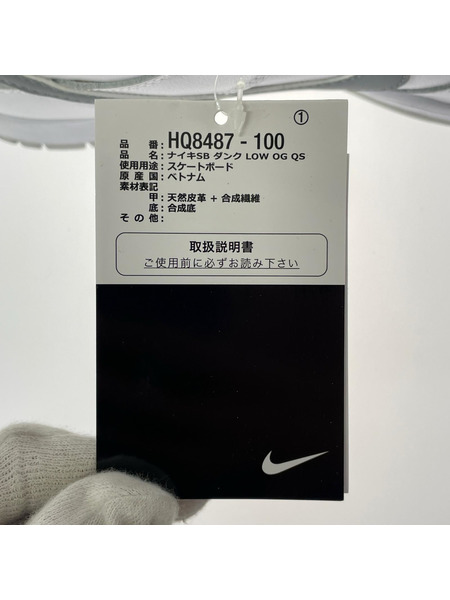 ①
品 番: HQ8487 - 100
品 名: ナイキSB ダンク LOW OG QS
使用用途: スケートボード
原 産 国: ベトナム
素材表記
甲: 天然皮革 + 合成繊維
底: 合成底
そ の 他:
取扱説明書
ご使用前に必ずお読み下さい